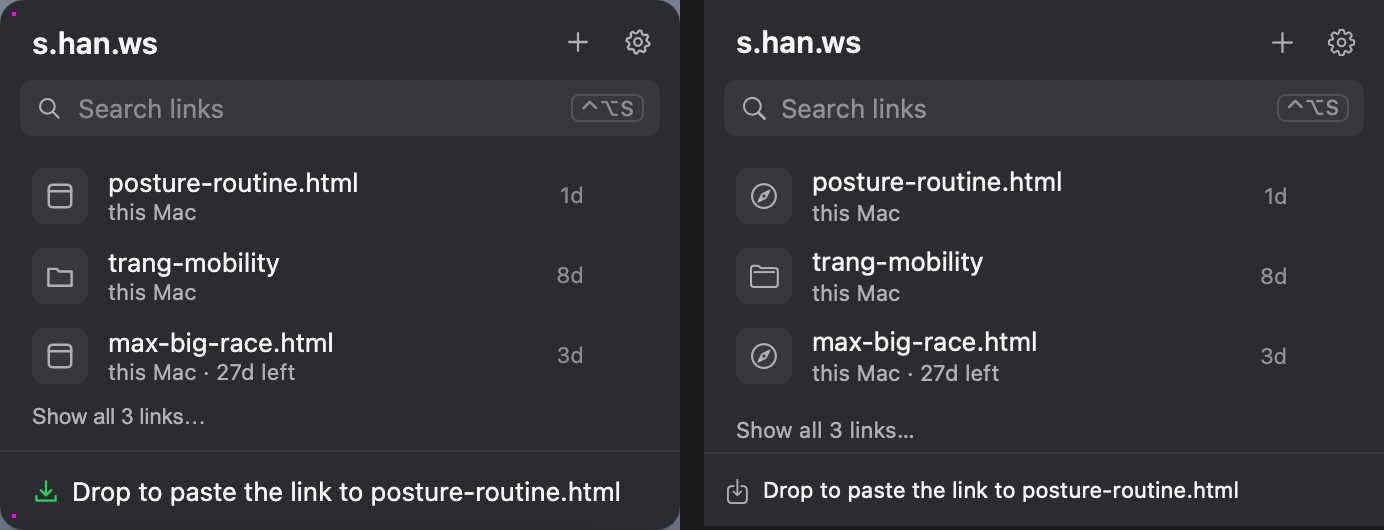 s.han.ws
Search links
⌃⌥S
posture-routine.html
this Mac
1d
trang-mobility
this Mac
8d
max-big-race.html
this Mac · 27d left
3d
Show all 3 links…
Drop to paste the link to posture-routine.html
s.han.ws
Search links
⌃⌥S
posture-routine.html
this Mac
1d
trang-mobility
this Mac
8d
max-big-race.html
this Mac · 27d left
3d
Show all 3 links…
Drop to paste the link to posture-routine.html